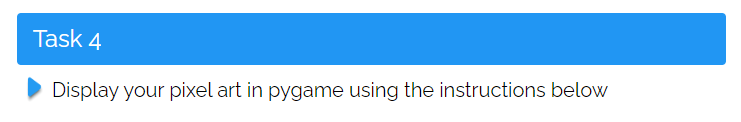 Task 4
Display your pixel art in pygame using the instructions below